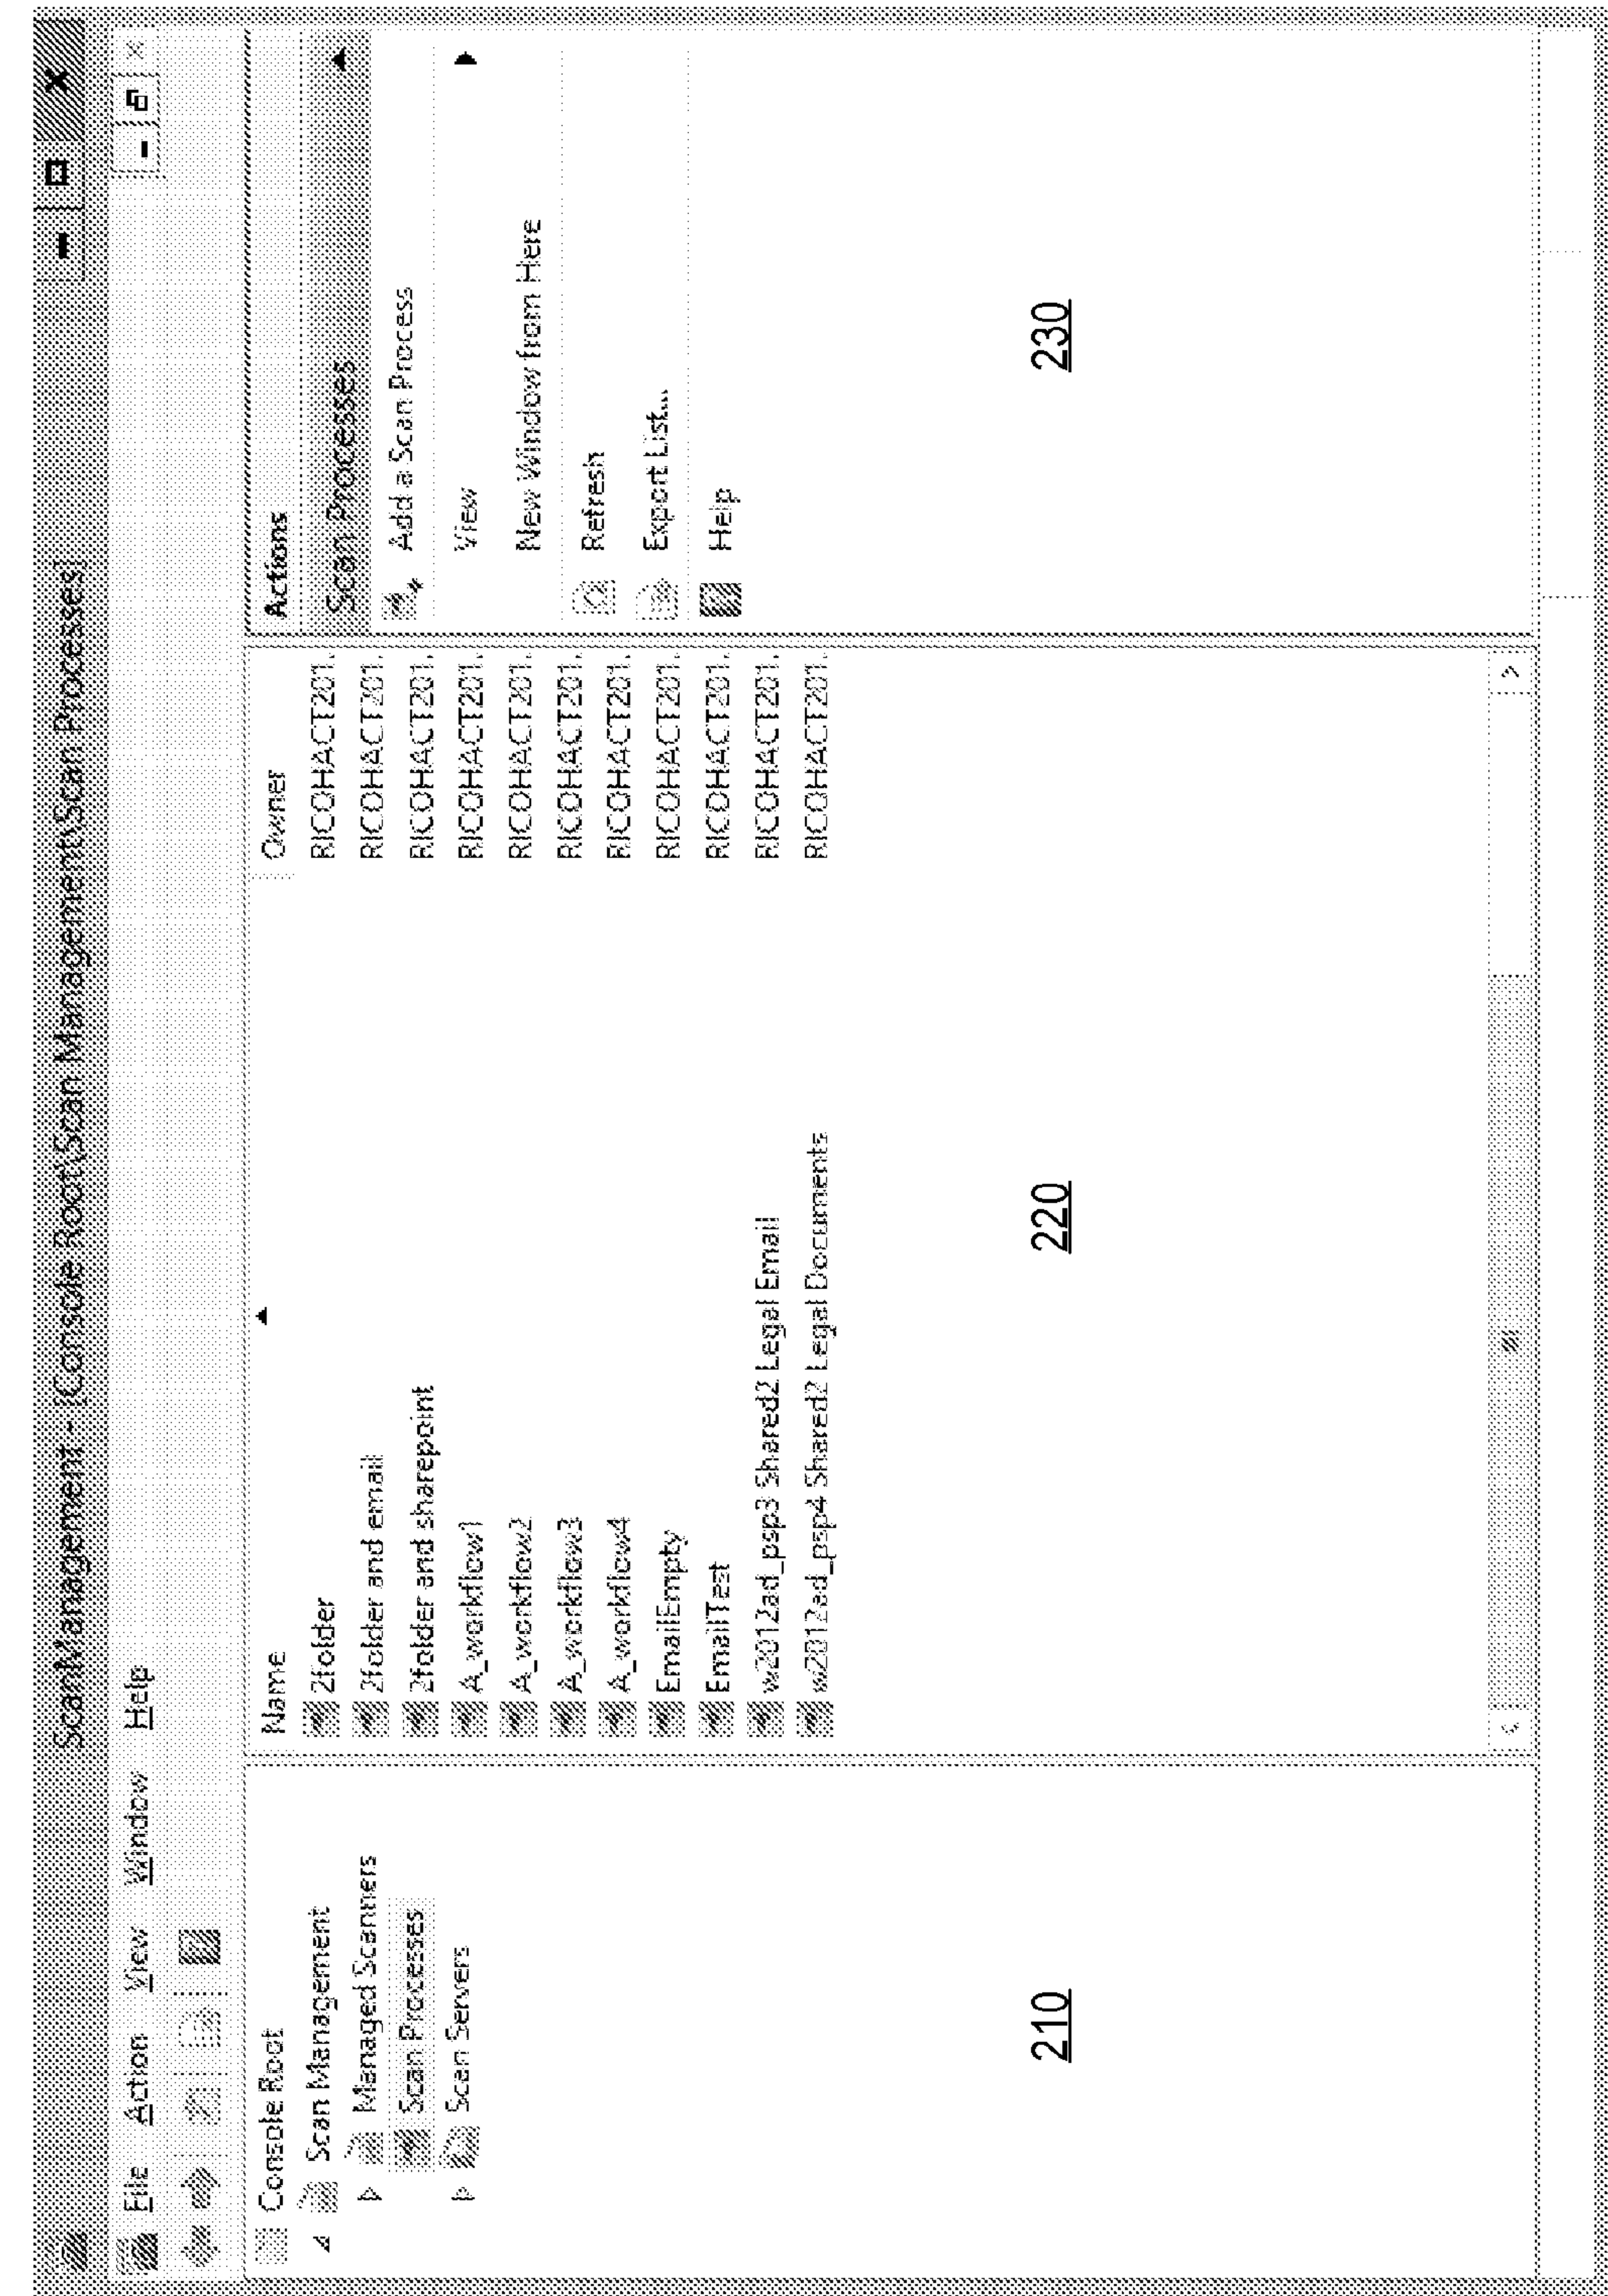 ScanManagement - [Console Root\Scan Management\Scan Processes]
File Action View Window Help
Console Root
Scan Management
Managed Scanners
Scan Processes
Scan Servers
210
Name Owner
2folder RICOHACT201.
2folder and email RICOHACT201.
2folder and sharepoint RICOHACT201.
A_workflow1 RICOHACT201.
A_workflow2 RICOHACT201.
A_workflow3 RICOHACT201.
A_workflow4 RICOHACT201.
EmailEmpty RICOHACT201.
EmailTest RICOHACT201.
w2012ad_psp3 Shared2 Legal Email RICOHACT201.
w2012ad_psp4 Shared2 Legal Documents RICOHACT201.
220
Actions
Scan Processes
Add a Scan Process
View
New Window from Here
Refresh
Export List...
Help
230